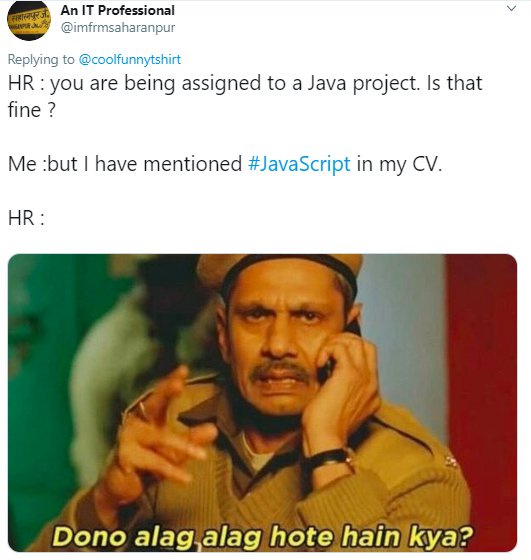 An IT Professional
@imfrmsaharanpur
Replying to @coolfunnytshirt
HR : you are being assigned to a Java project. Is that
fine ?
Me :but I have mentioned #JavaScript in my CV.
HR :
Dono alag alag hote hain kya?